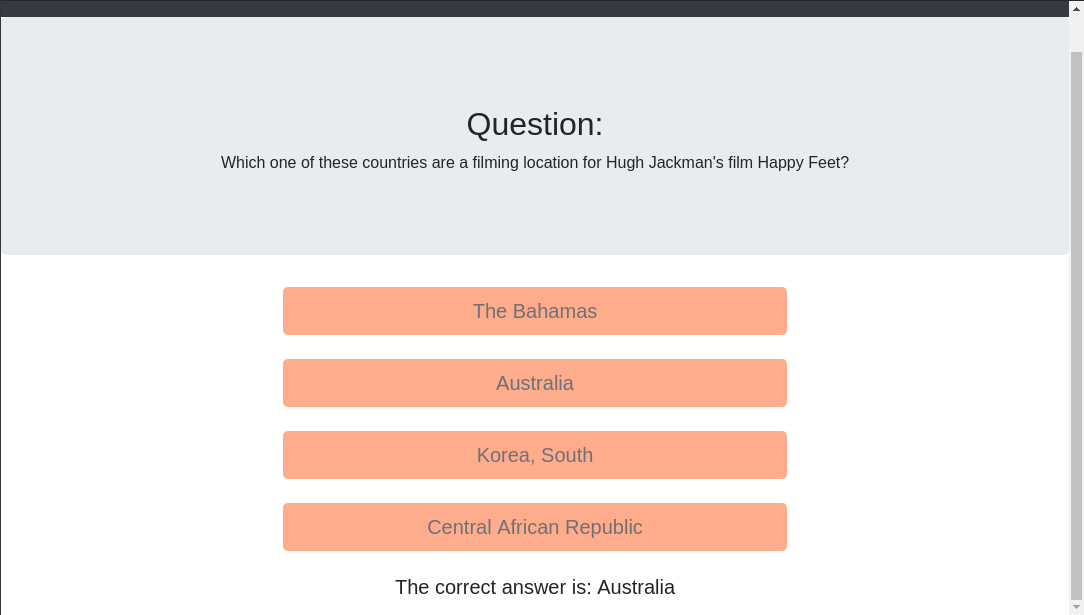 Question:
Which one of these countries are a filming location for Hugh Jackman's film Happy Feet?
The Bahamas
Australia
Korea, South
Central African Republic
The correct answer is: Australia